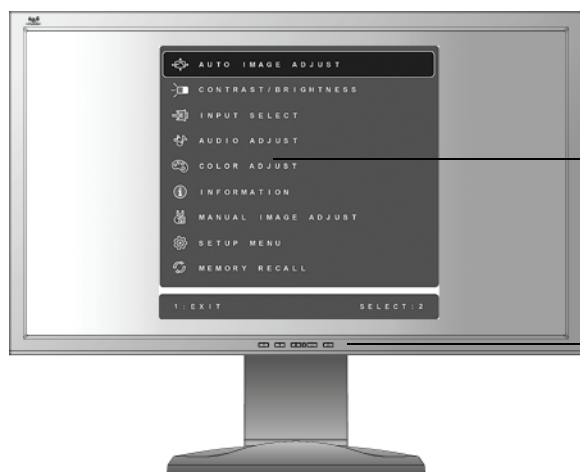 AUTO IMAGE ADJUST
CONTRAST/BRIGHTNESS
INPUT SELECT
AUDIO ADJUST
COLOR ADJUST
INFORMATION
MANUAL IMAGE ADJUST
SETUP MENU
MEMORY RECALL
1:EXIT SELECT:2